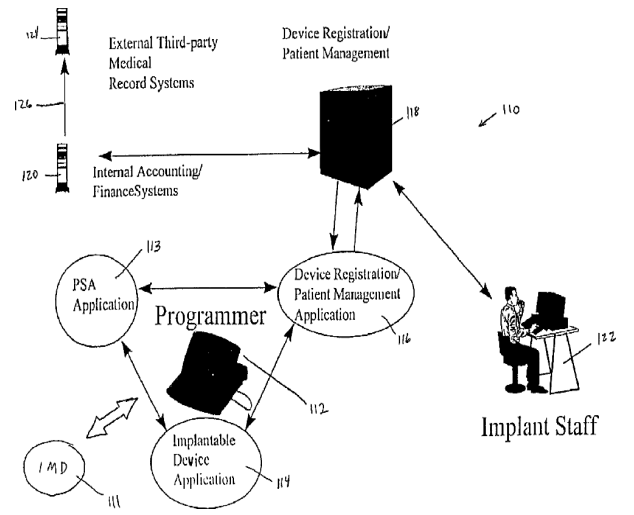 124
External Third-party
Medical
Record Systems
126
120
Internal Accounting/
FinanceSystems
Device Registration/
Patient Management
118
110
113
PSA
Application
Programmer
Device Registration/
Patient Management
Application
116
112
Implantable
Device
Application
114
IMD
111
122
Implant Staff